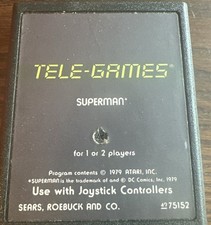 TELE-GAMES®
SUPERMAN*
for 1 or 2 players
Program contents © 1979 ATARI, INC.
*SUPERMAN is the trademark of and © DC Comics, Inc. 1979
Use with Joystick Controllers
SEARS, ROEBUCK AND CO.
49 75152